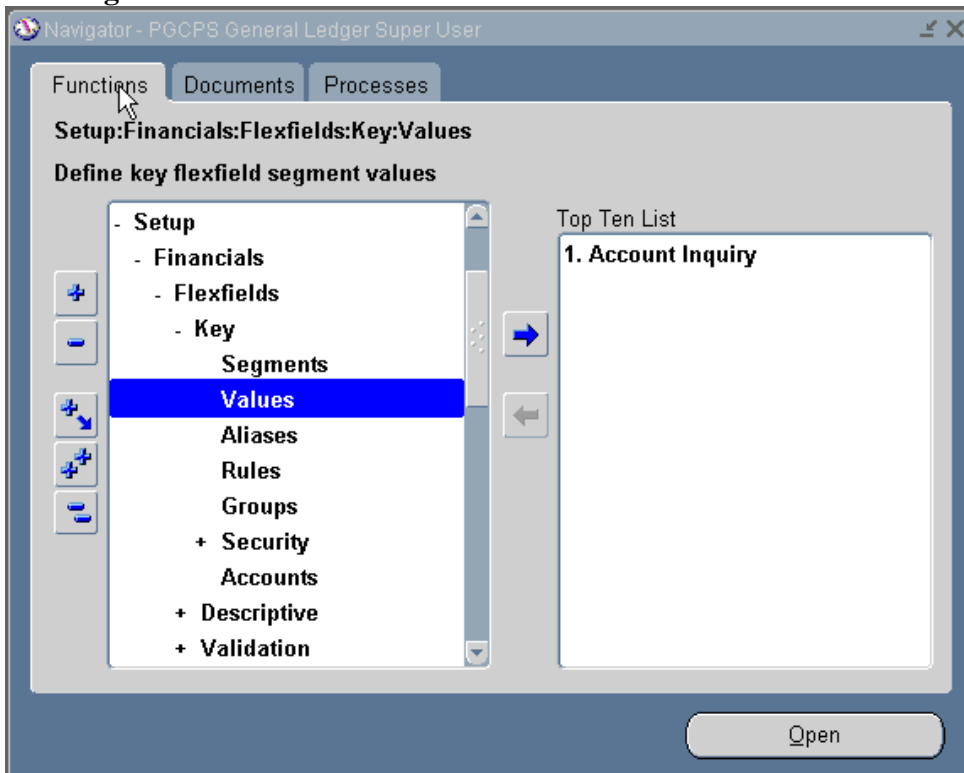 Navigator - PGCPS General Ledger Super User
Functions Documents Processes
Setup:Financials:Flexfields:Key:Values
Define key flexfield segment values
- Setup
- Financials
- Flexfields
- Key
Segments
Values
Aliases
Rules
Groups
+ Security
Accounts
+ Descriptive
+ Validation
Top Ten List
1. Account Inquiry
Open